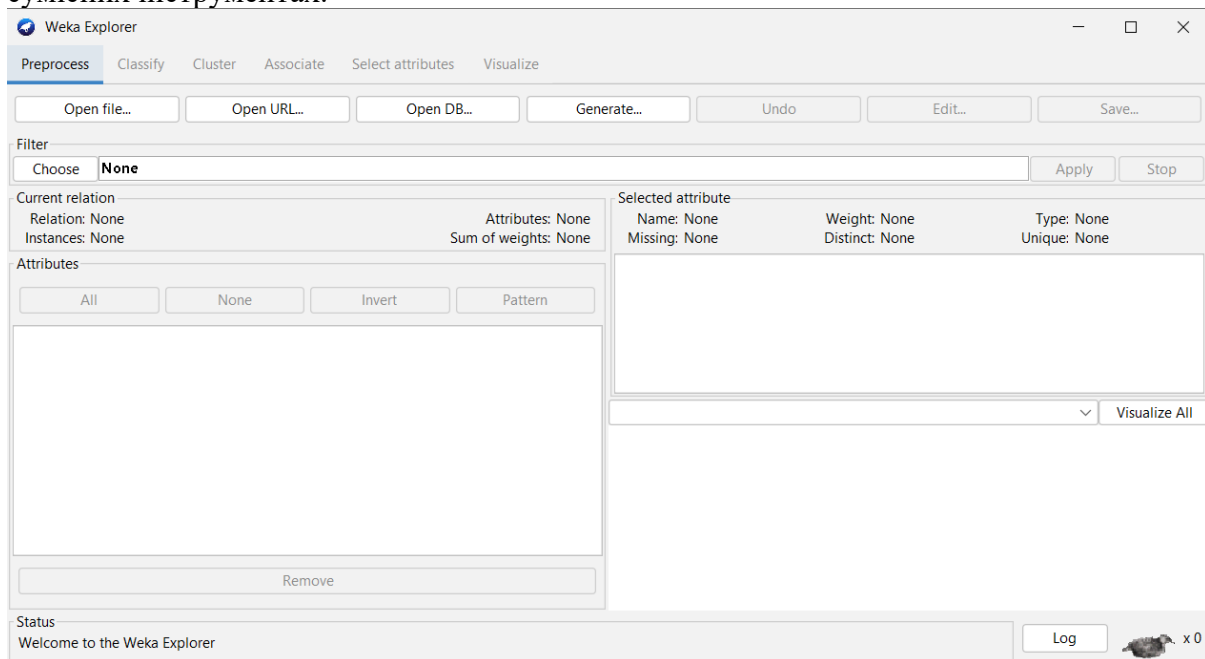 інструментах.
Weka Explorer
Preprocess Classify Cluster Associate Select attributes Visualize
Open file... Open URL... Open DB... Generate... Undo Edit... Save...
Filter
Choose None Apply Stop
Current relation
Relation: None Attributes: None
Instances: None Sum of weights: None
Selected attribute
Name: None Weight: None Type: None
Missing: None Distinct: None Unique: None
Attributes
All None Invert Pattern
Visualize All
Remove
Status
Welcome to the Weka Explorer
Log x 0